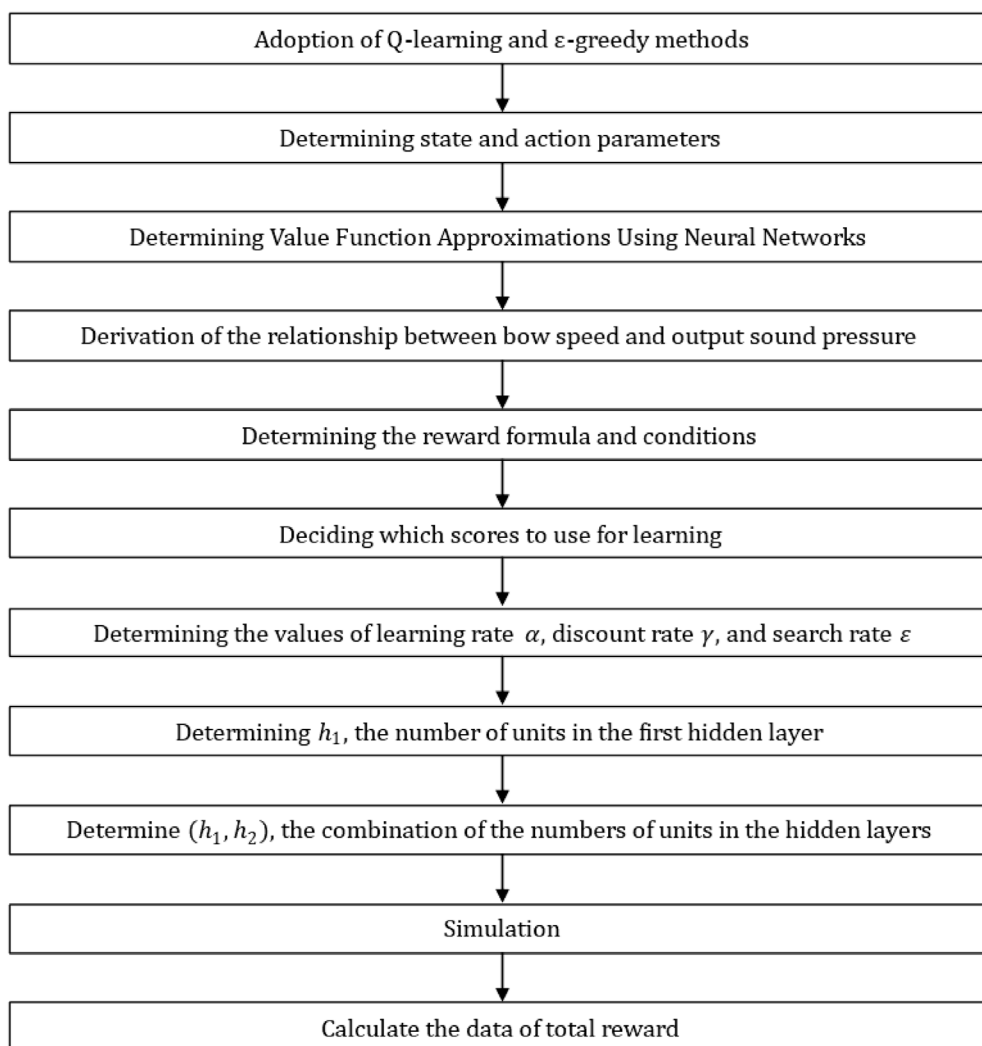 Adoption of Q-learning and ε-greedy methods
Determining state and action parameters
Determining Value Function Approximations Using Neural Networks
Derivation of the relationship between bow speed and output sound pressure
Determining the reward formula and conditions
Deciding which scores to use for learning
Determining the values of learning rate α, discount rate γ, and search rate ε
Determining h₁, the number of units in the first hidden layer
Determine (h₁, h₂), the combination of the numbers of units in the hidden layers
Simulation
Calculate the data of total reward